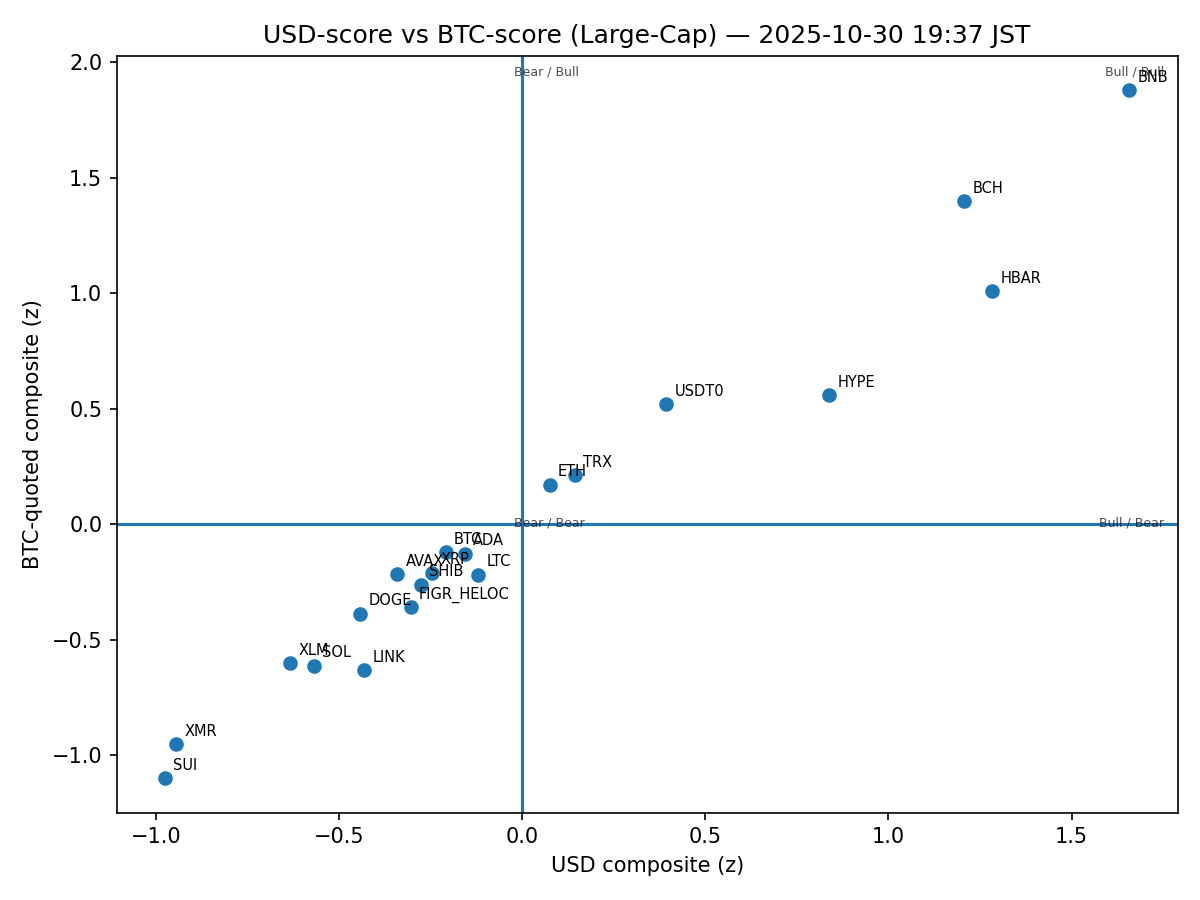 USD-score vs BTC-score (Large-Cap) — 2025-10-30 19:37 JST
BTC-quoted composite (z)
2.0
1.5
1.0
0.5
0.0
−0.5
−1.0
Bear / Bull
Bull / Bull
BNB
BCH
HBAR
HYPE
USDT0
TRX
ETH
Bear / Bear
Bull / Bear
BTC
ADA
AVAX
XRP
LTC
SHIB
FIGR_HELOC
DOGE
XLM
SOL
LINK
XMR
SUI
−1.0
−0.5
0.0
0.5
1.0
1.5
USD composite (z)